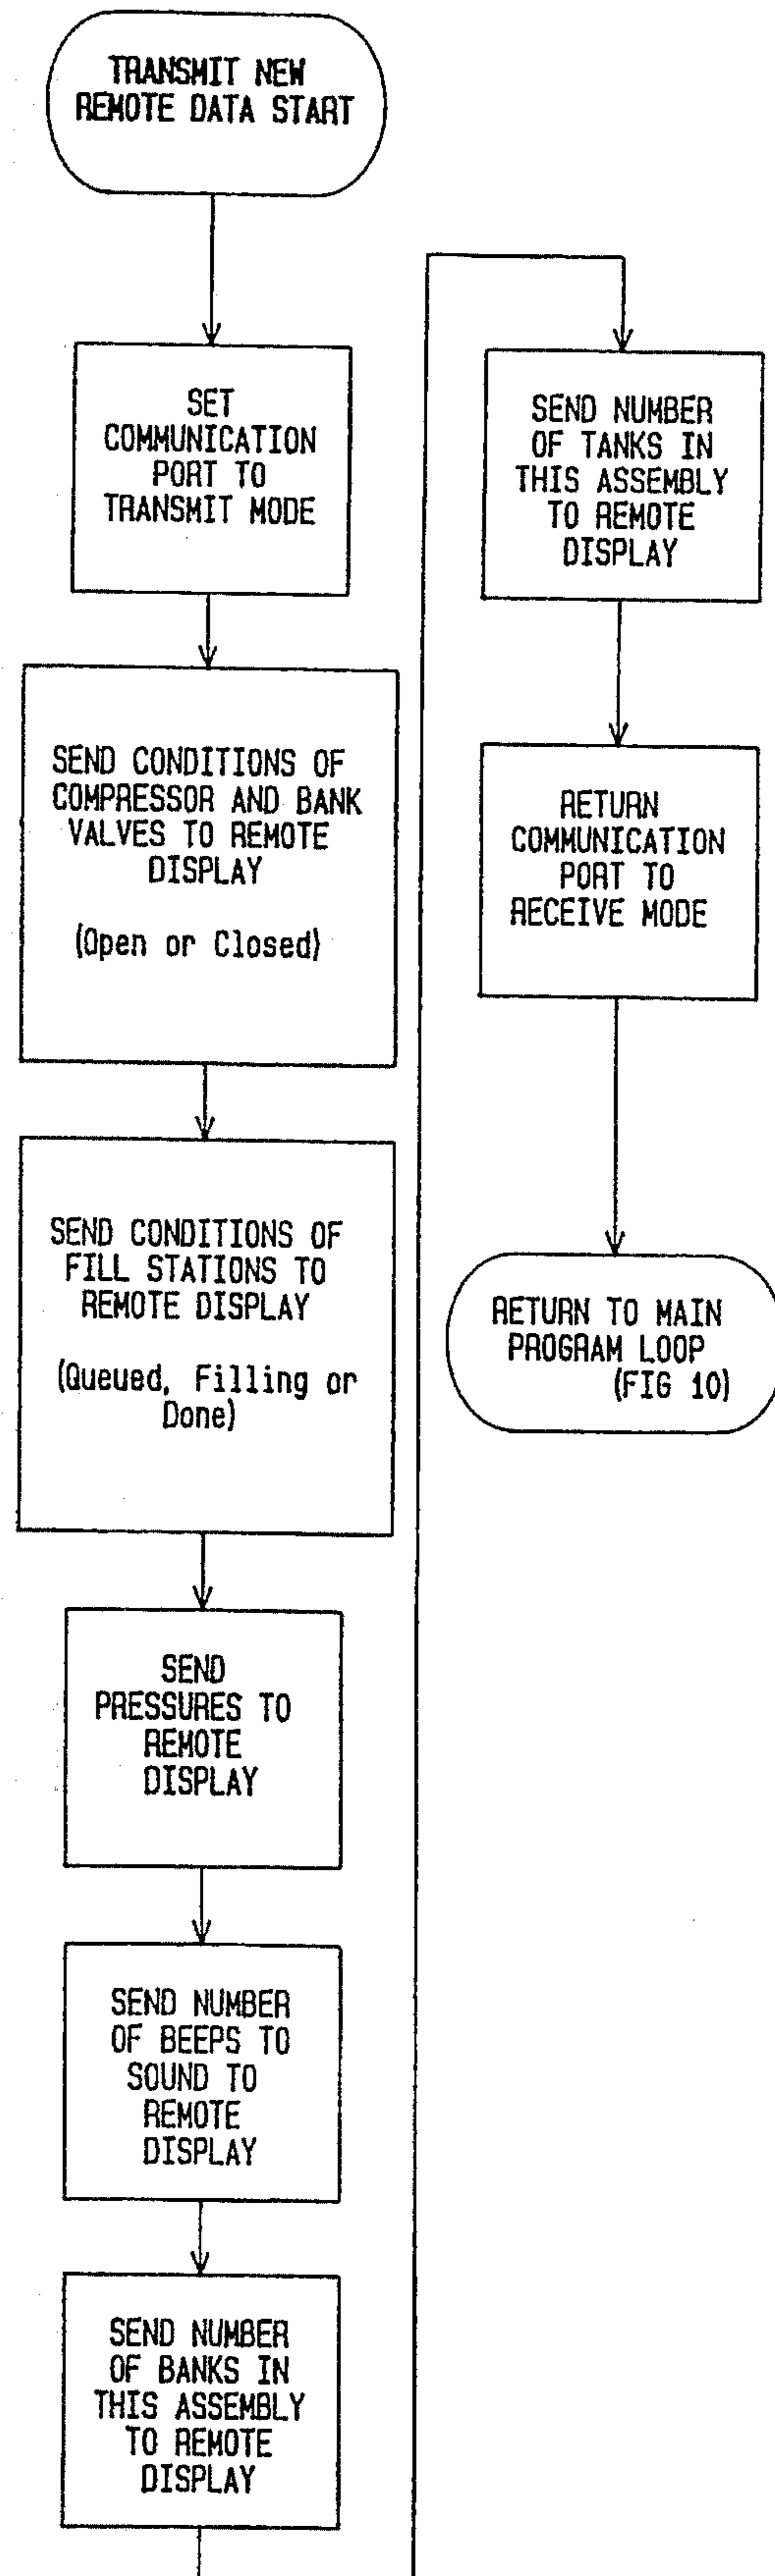 TRANSMIT NEW
REMOTE DATA START
SET
COMMUNICATION
PORT TO
TRANSMIT MODE
SEND CONDITIONS OF
COMPRESSOR AND BANK
VALVES TO REMOTE
DISPLAY
(Open or Closed)
SEND CONDITIONS OF
FILL STATIONS TO
REMOTE DISPLAY
(Queued, Filling or
Done)
SEND
PRESSURES TO
REMOTE
DISPLAY
SEND NUMBER
OF BEEPS TO
SOUND TO
REMOTE
DISPLAY
SEND NUMBER
OF BANKS IN
THIS ASSEMBLY
TO REMOTE
DISPLAY
SEND NUMBER
OF TANKS IN
THIS ASSEMBLY
TO REMOTE
DISPLAY
RETURN
COMMUNICATION
PORT TO
RECEIVE MODE
RETURN TO MAIN
PROGRAM LOOP
(FIG 10)